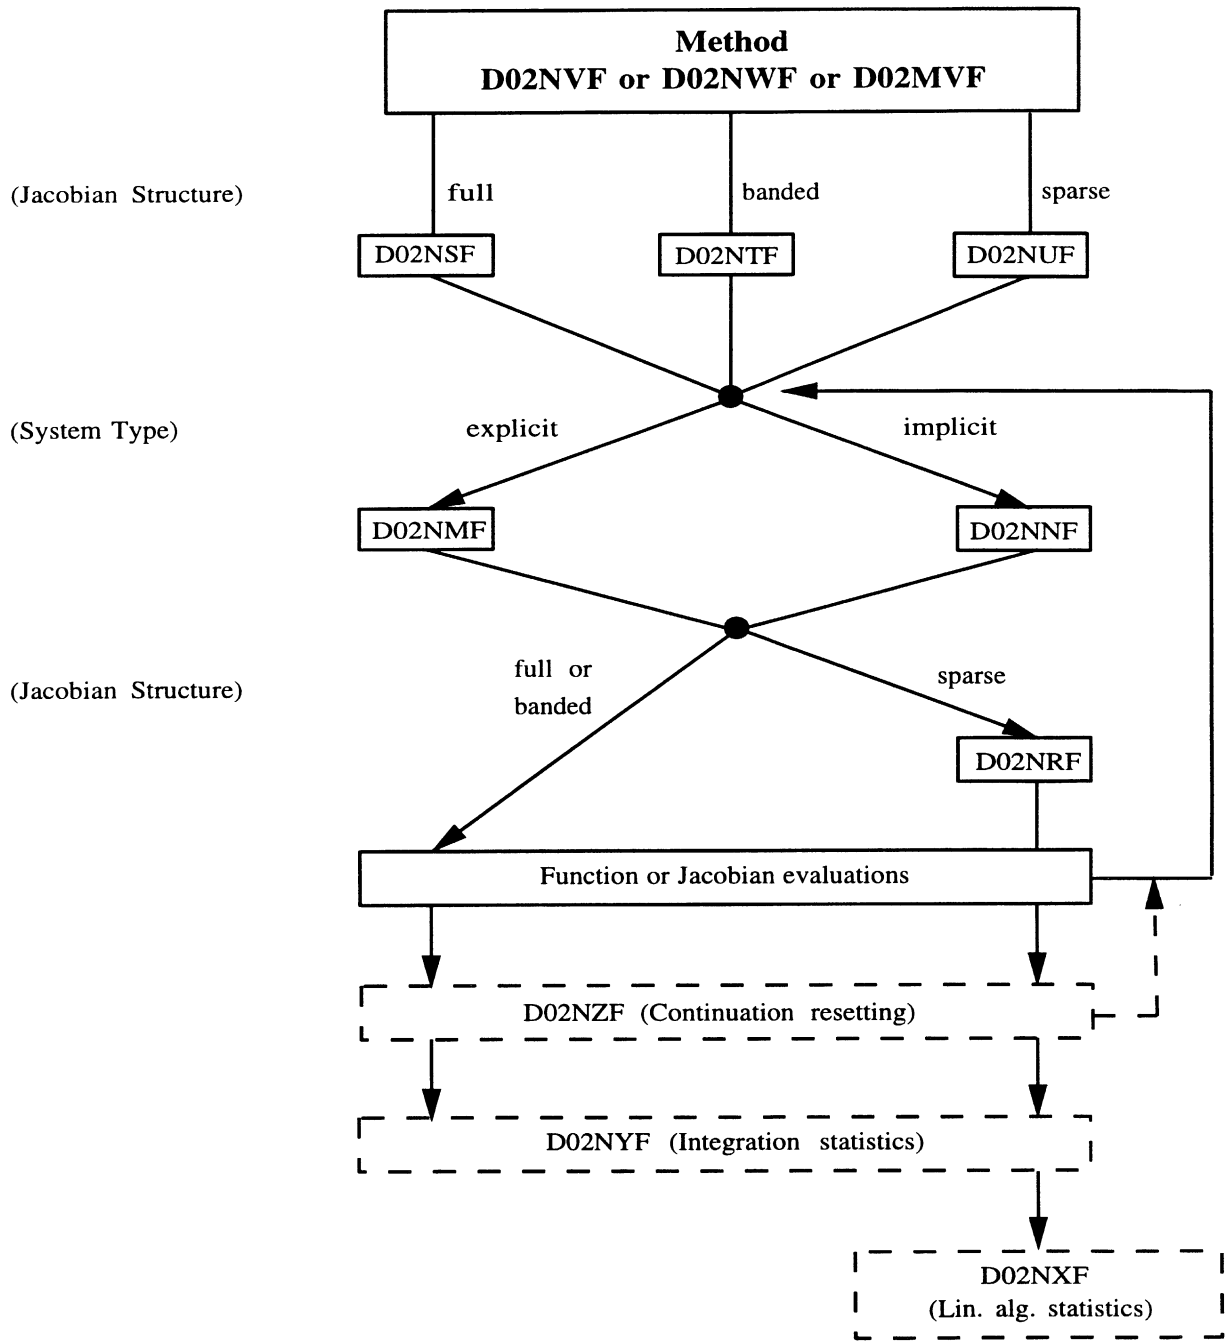 Method
D02NVF or D02NWF or D02MVF
(Jacobian Structure)
full
banded
sparse
D02NSF
D02NTF
D02NUF
(System Type)
explicit
implicit
D02NMF
D02NNF
(Jacobian Structure)
full or
banded
sparse
D02NRF
Function or Jacobian evaluations
D02NZF (Continuation resetting)
D02NYF (Integration statistics)
D02NXF
(Lin. alg. statistics)